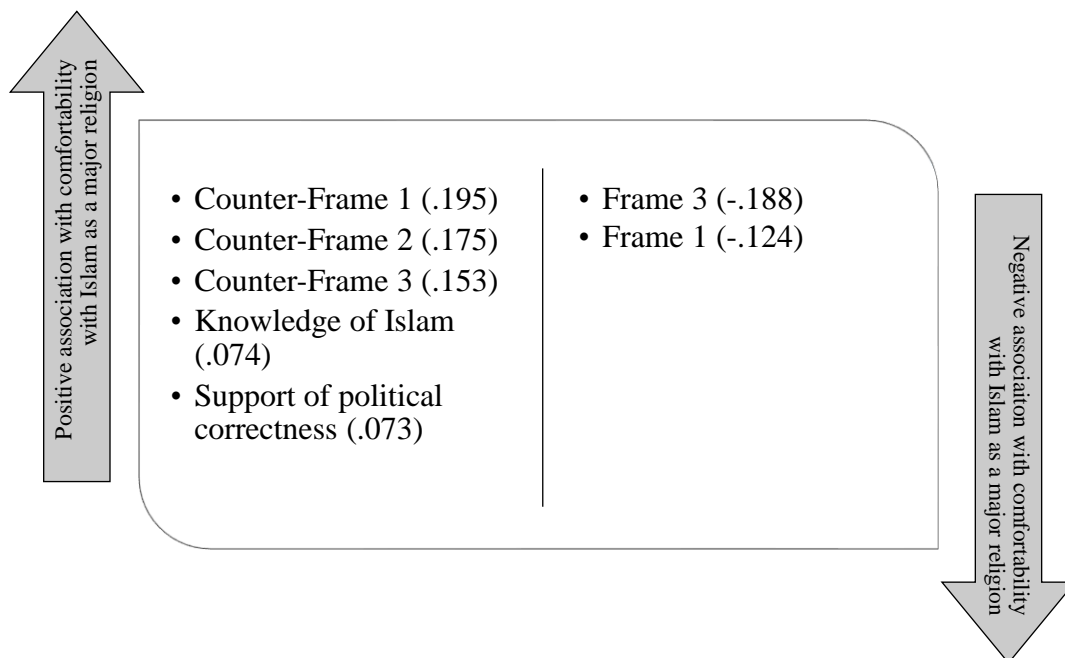 Positive association with comfortability
with Islam as a major religion
• Counter-Frame 1 (.195)
• Counter-Frame 2 (.175)
• Counter-Frame 3 (.153)
• Knowledge of Islam
(.074)
• Support of political
correctness (.073)
• Frame 3 (-.188)
• Frame 1 (-.124)
Negative associaiton with comfortability
with Islam as a major religion